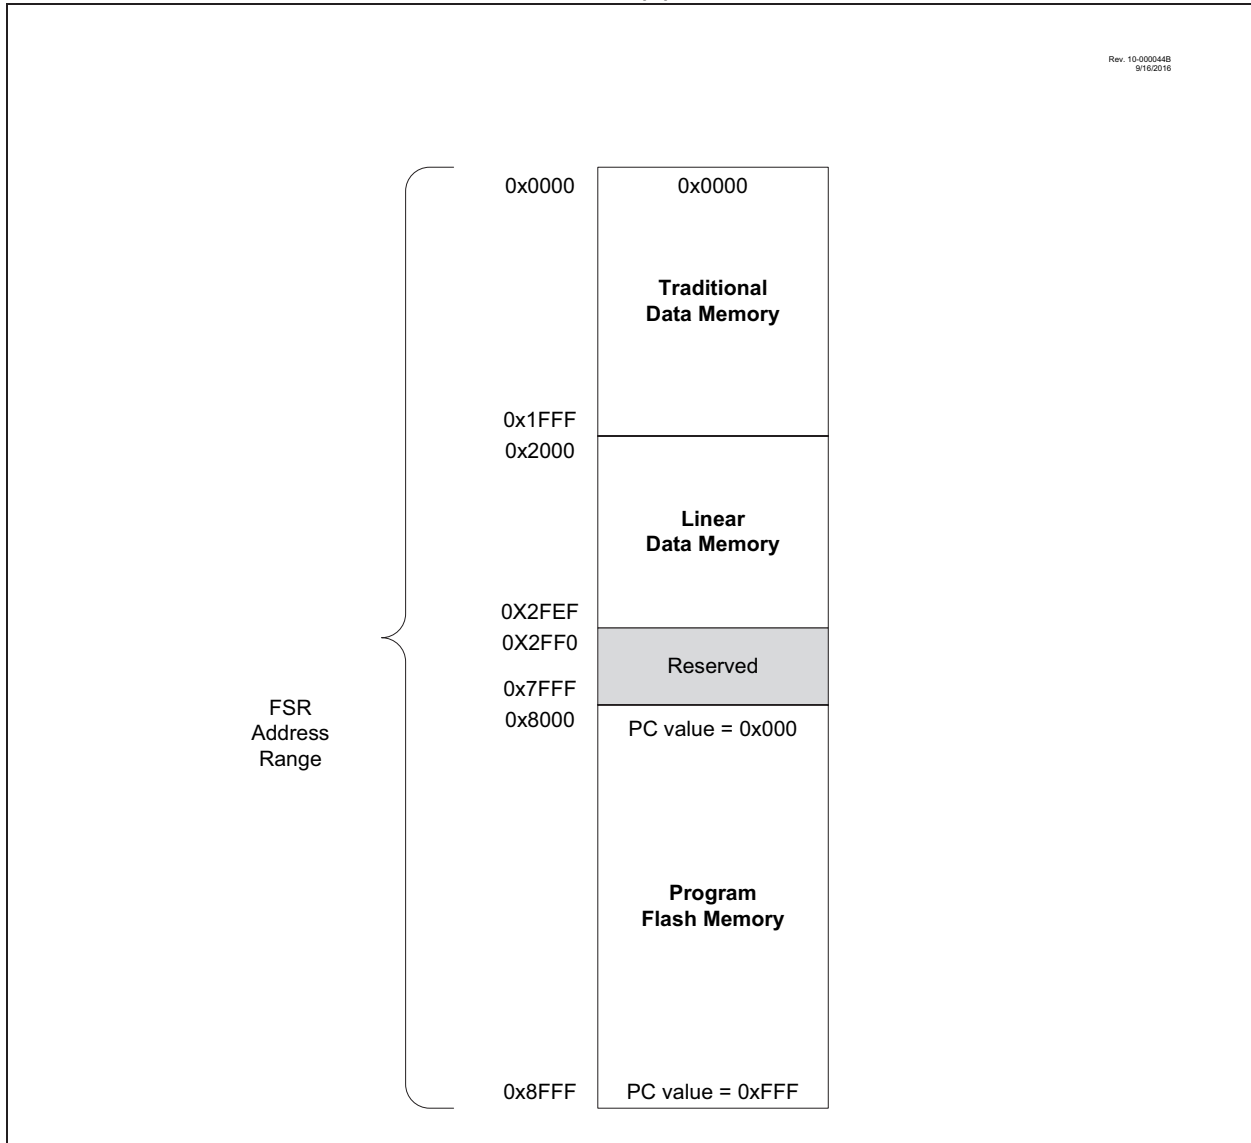 Rev. 10-000044B
9/16/2016
0x0000
0x0000
Traditional
Data Memory
0x1FFF
0x2000
Linear
Data Memory
0X2FEF
0X2FF0
Reserved
0x7FFF
0x8000
PC value = 0x000
FSR
Address
Range
Program
Flash Memory
0x8FFF
PC value = 0xFFF